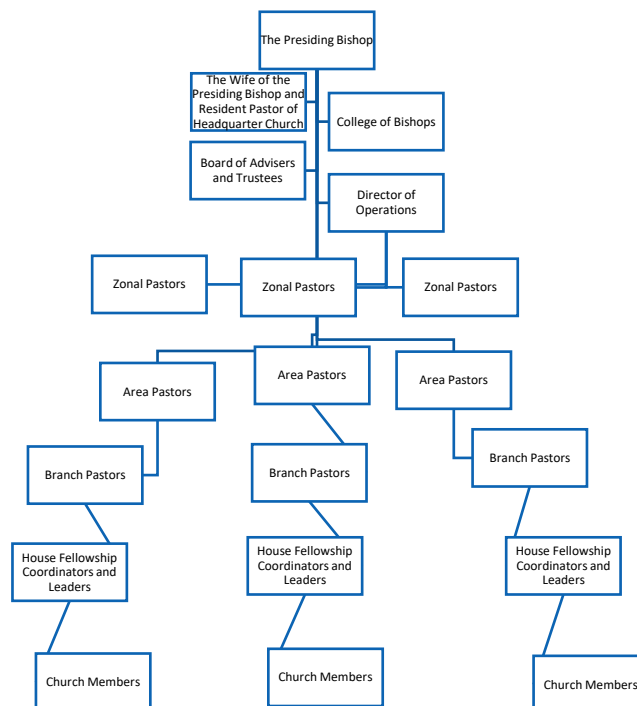 The Presiding Bishop
The Wife of the
Presiding Bishop and
Resident Pastor of
Headquarter Church
College of Bishops
Board of Advisers
and Trustees
Director of
Operations
Zonal Pastors
Zonal Pastors
Zonal Pastors
Area Pastors
Area Pastors
Area Pastors
Branch Pastors
Branch Pastors
Branch Pastors
House Fellowship
Coordinators and
Leaders
House Fellowship
Coordinators and
Leaders
House Fellowship
Coordinators and
Leaders
Church Members
Church Members
Church Members